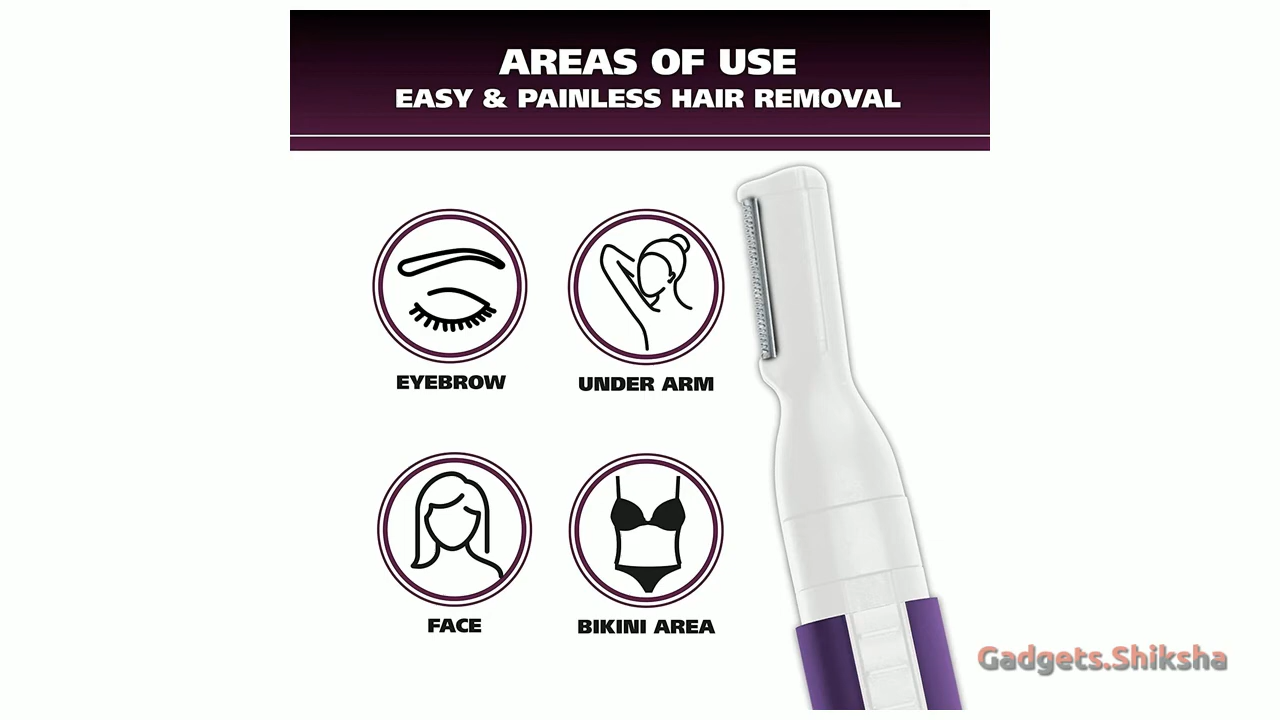 AREAS OF USE
EASY & PAINLESS HAIR REMOVAL
EYEBROW
UNDER ARM
FACE
BIKINI AREA
Gadgets.Shiksha